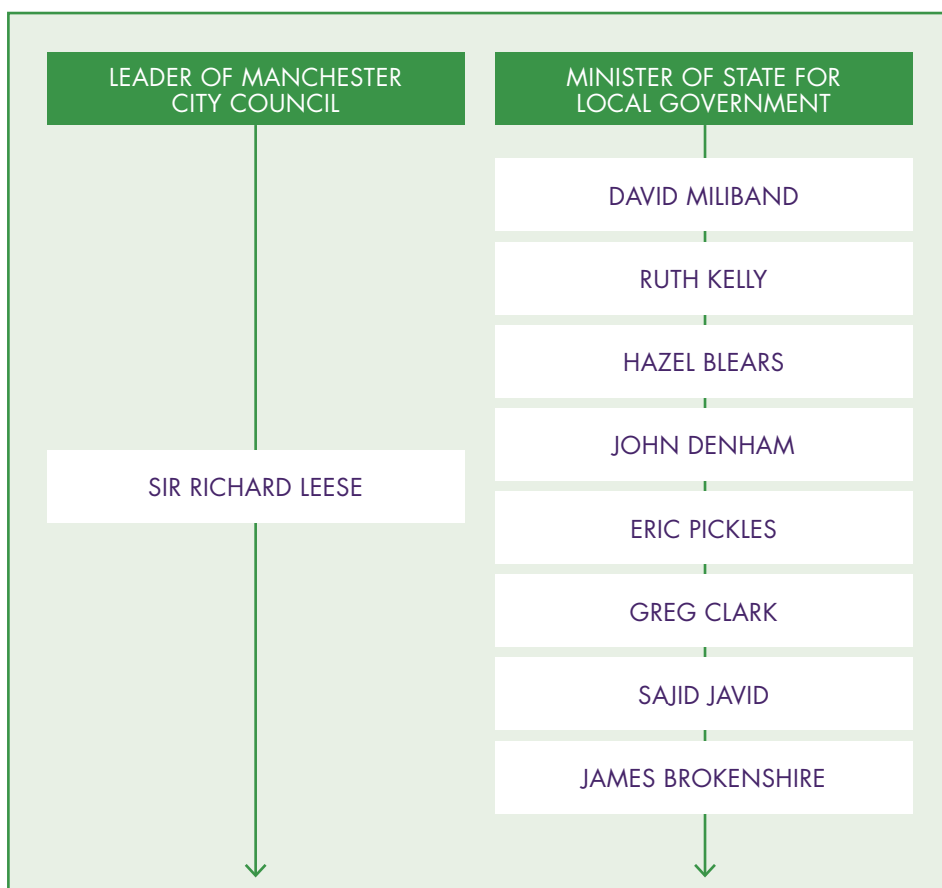 LEADER OF MANCHESTER
CITY COUNCIL
SIR RICHARD LEESE
MINISTER OF STATE FOR
LOCAL GOVERNMENT
DAVID MILIBAND
RUTH KELLY
HAZEL BLEARS
JOHN DENHAM
ERIC PICKLES
GREG CLARK
SAJID JAVID
JAMES BROKENSHIRE